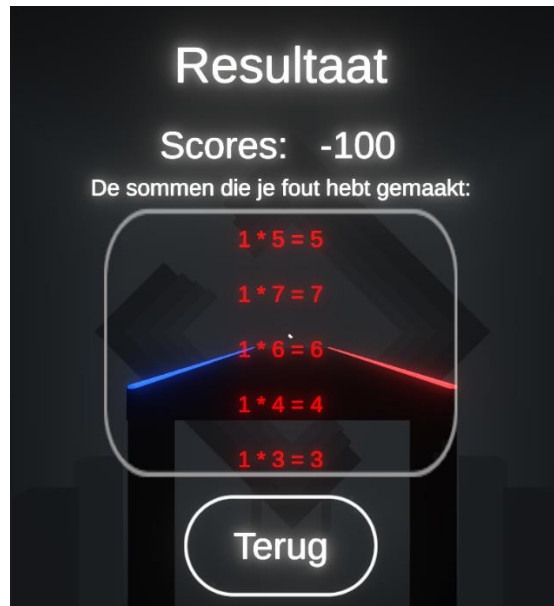 Resultaat
Scores: -100
De sommen die je fout hebt gemaakt:
1 * 5 = 5
1 * 7 = 7
1 * 6 = 6
1 * 4 = 4
1 * 3 = 3
Terug